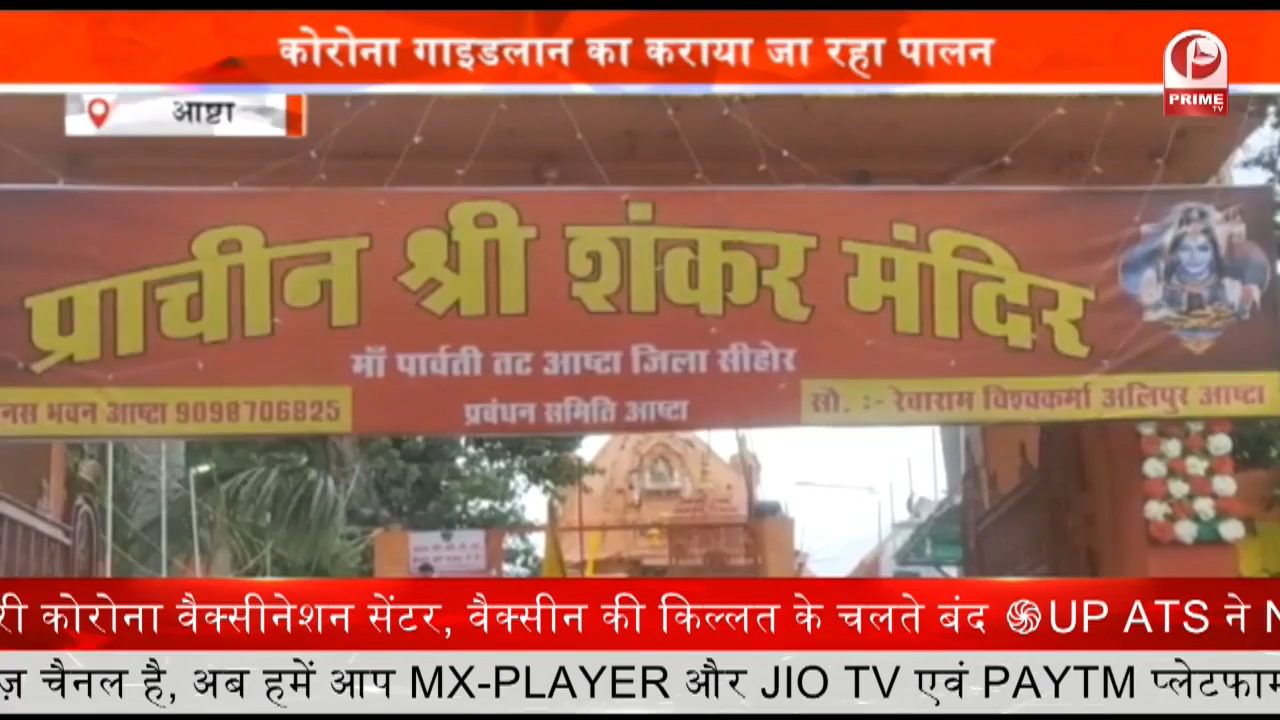 कोरोना गाइडलान का कराया जा रहा पालन
PRIME
TV
आष्टा
प्राचीन श्री शंकर मंदिर
माँ पार्वती तट आष्टा जिला सीहोर
नस भवन आष्टा 9098706825
प्रबंधन समिति आष्टा
सो. :- रेवाराम विश्वकर्मा अलिपुर आष्टा
री कोरोना वैक्सीनेशन सेंटर, वैक्सीन की किल्लत के चलते बंद UP ATS ने N
ज़ चैनल है, अब हमें आप MX-PLAYER और JIO TV एवं PAYTM प्लेटफाम